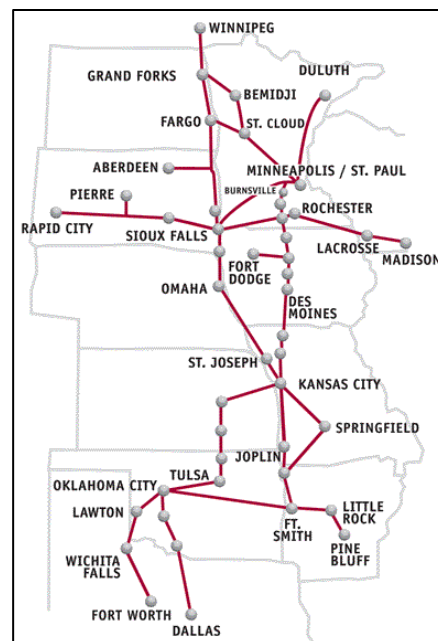 WINNIPEG
GRAND FORKS
DULUTH
BEMIDJI
FARGO
ST. CLOUD
ABERDEEN
MINNEAPOLIS / ST. PAUL
BURNSVILLE
PIERRE
ROCHESTER
RAPID CITY
SIOUX FALLS
LACROSSE
MADISON
FORT
DODGE
OMAHA
DES
MOINES
ST. JOSEPH
KANSAS CITY
SPRINGFIELD
JOPLIN
TULSA
OKLAHOMA CITY
LAWTON
LITTLE
ROCK
FT.
SMITH
PINE
BLUFF
WICHITA
FALLS
FORT WORTH
DALLAS